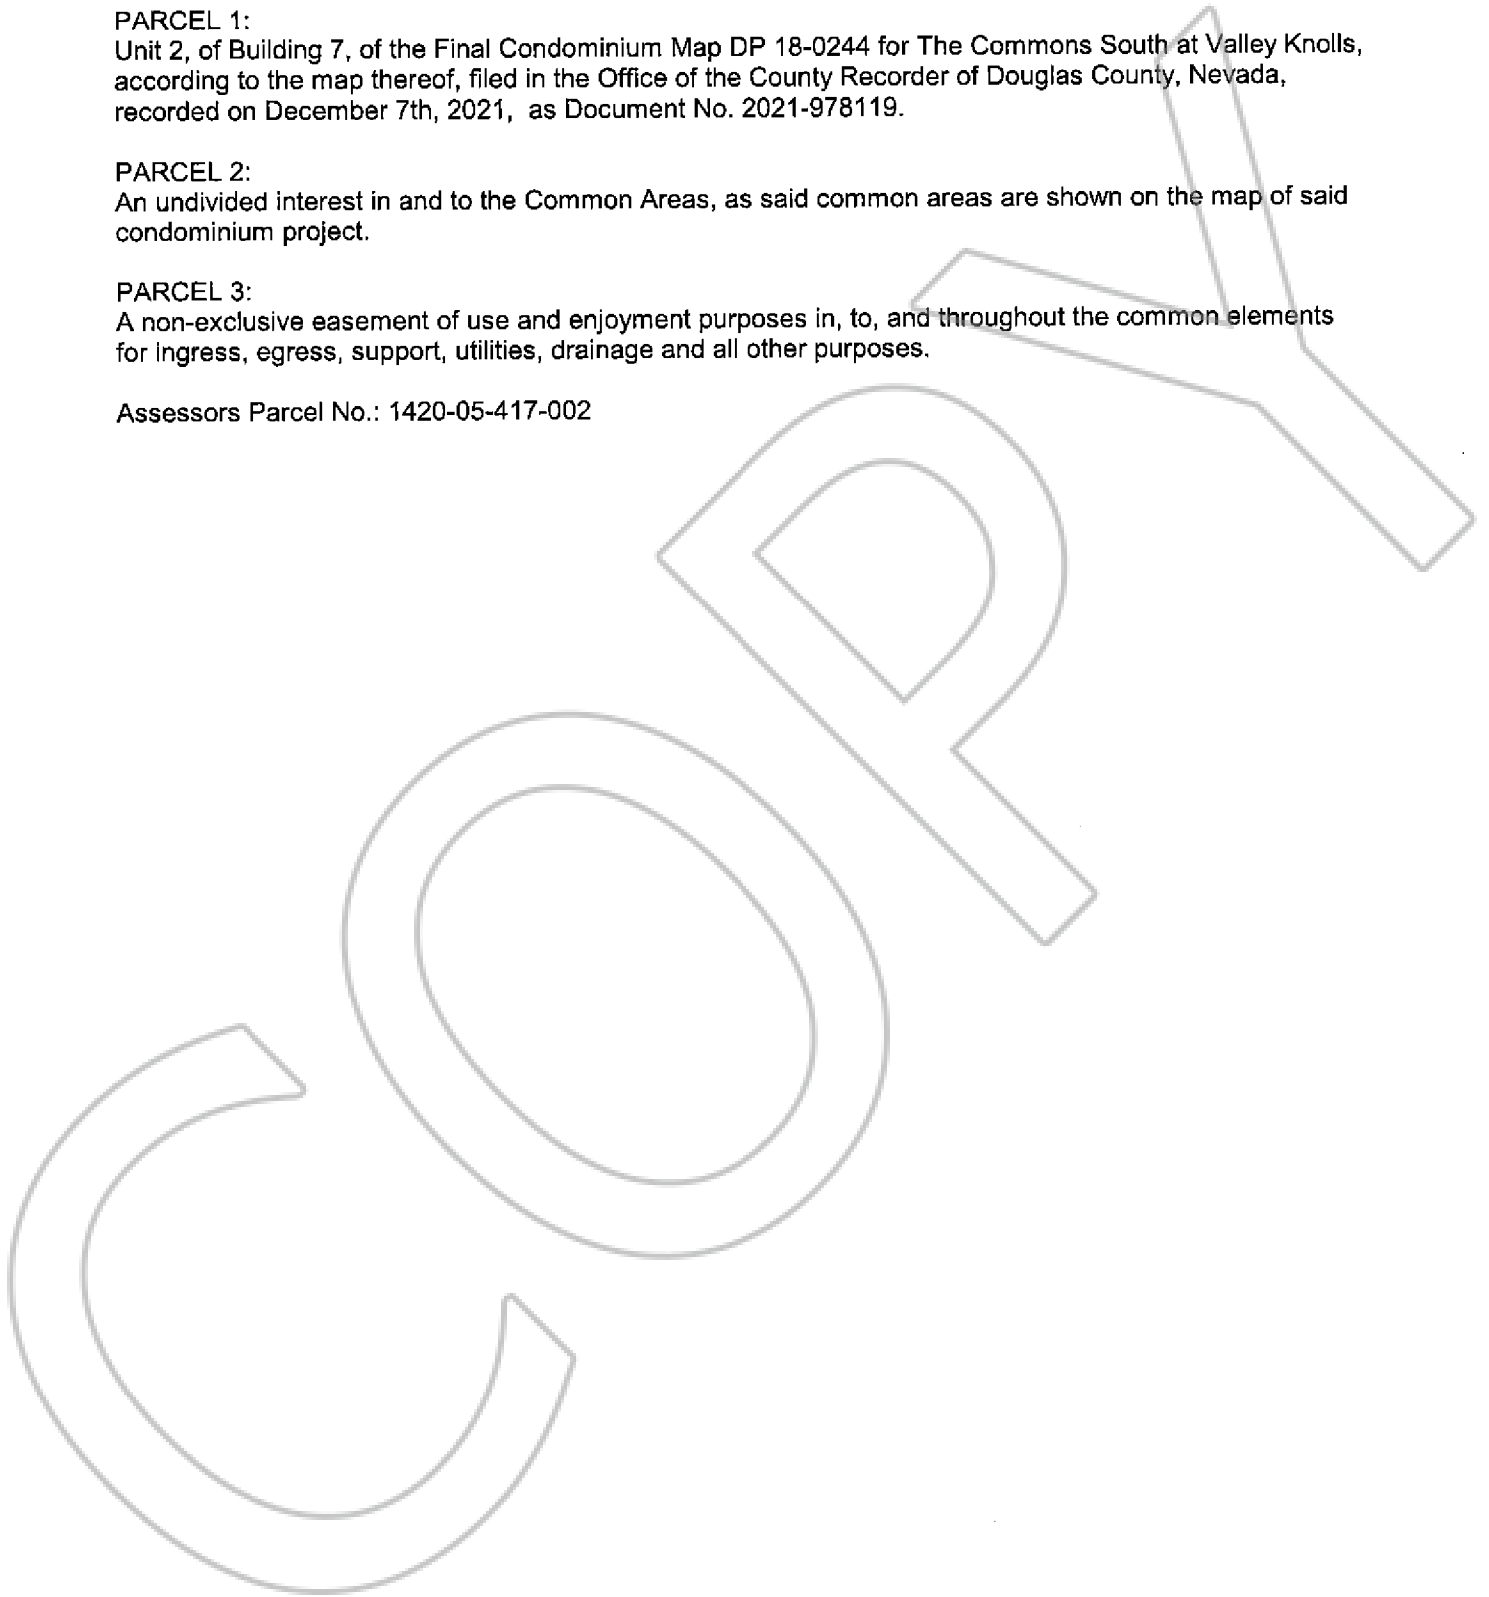 PARCEL 1:
Unit 2, of Building 7, of the Final Condominium Map DP 18-0244 for The Commons South at Valley Knolls,
according to the map thereof, filed in the Office of the County Recorder of Douglas County, Nevada,
recorded on December 7th, 2021, as Document No. 2021-978119.
PARCEL 2:
An undivided interest in and to the Common Areas, as said common areas are shown on the map of said
condominium project.
PARCEL 3:
A non-exclusive easement of use and enjoyment purposes in, to, and throughout the common elements
for ingress, egress, support, utilities, drainage and all other purposes.
Assessors Parcel No.: 1420-05-417-002
COPY